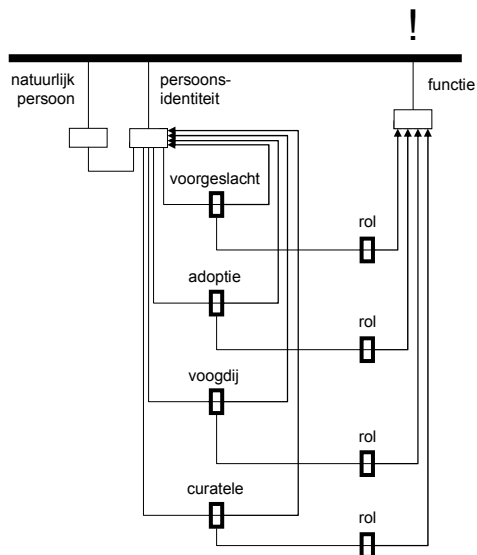 !
natuurlijk
persoon
persoons-
identiteit
functie
voorgeslacht
rol
adoptie
rol
voogdij
rol
curatele
rol